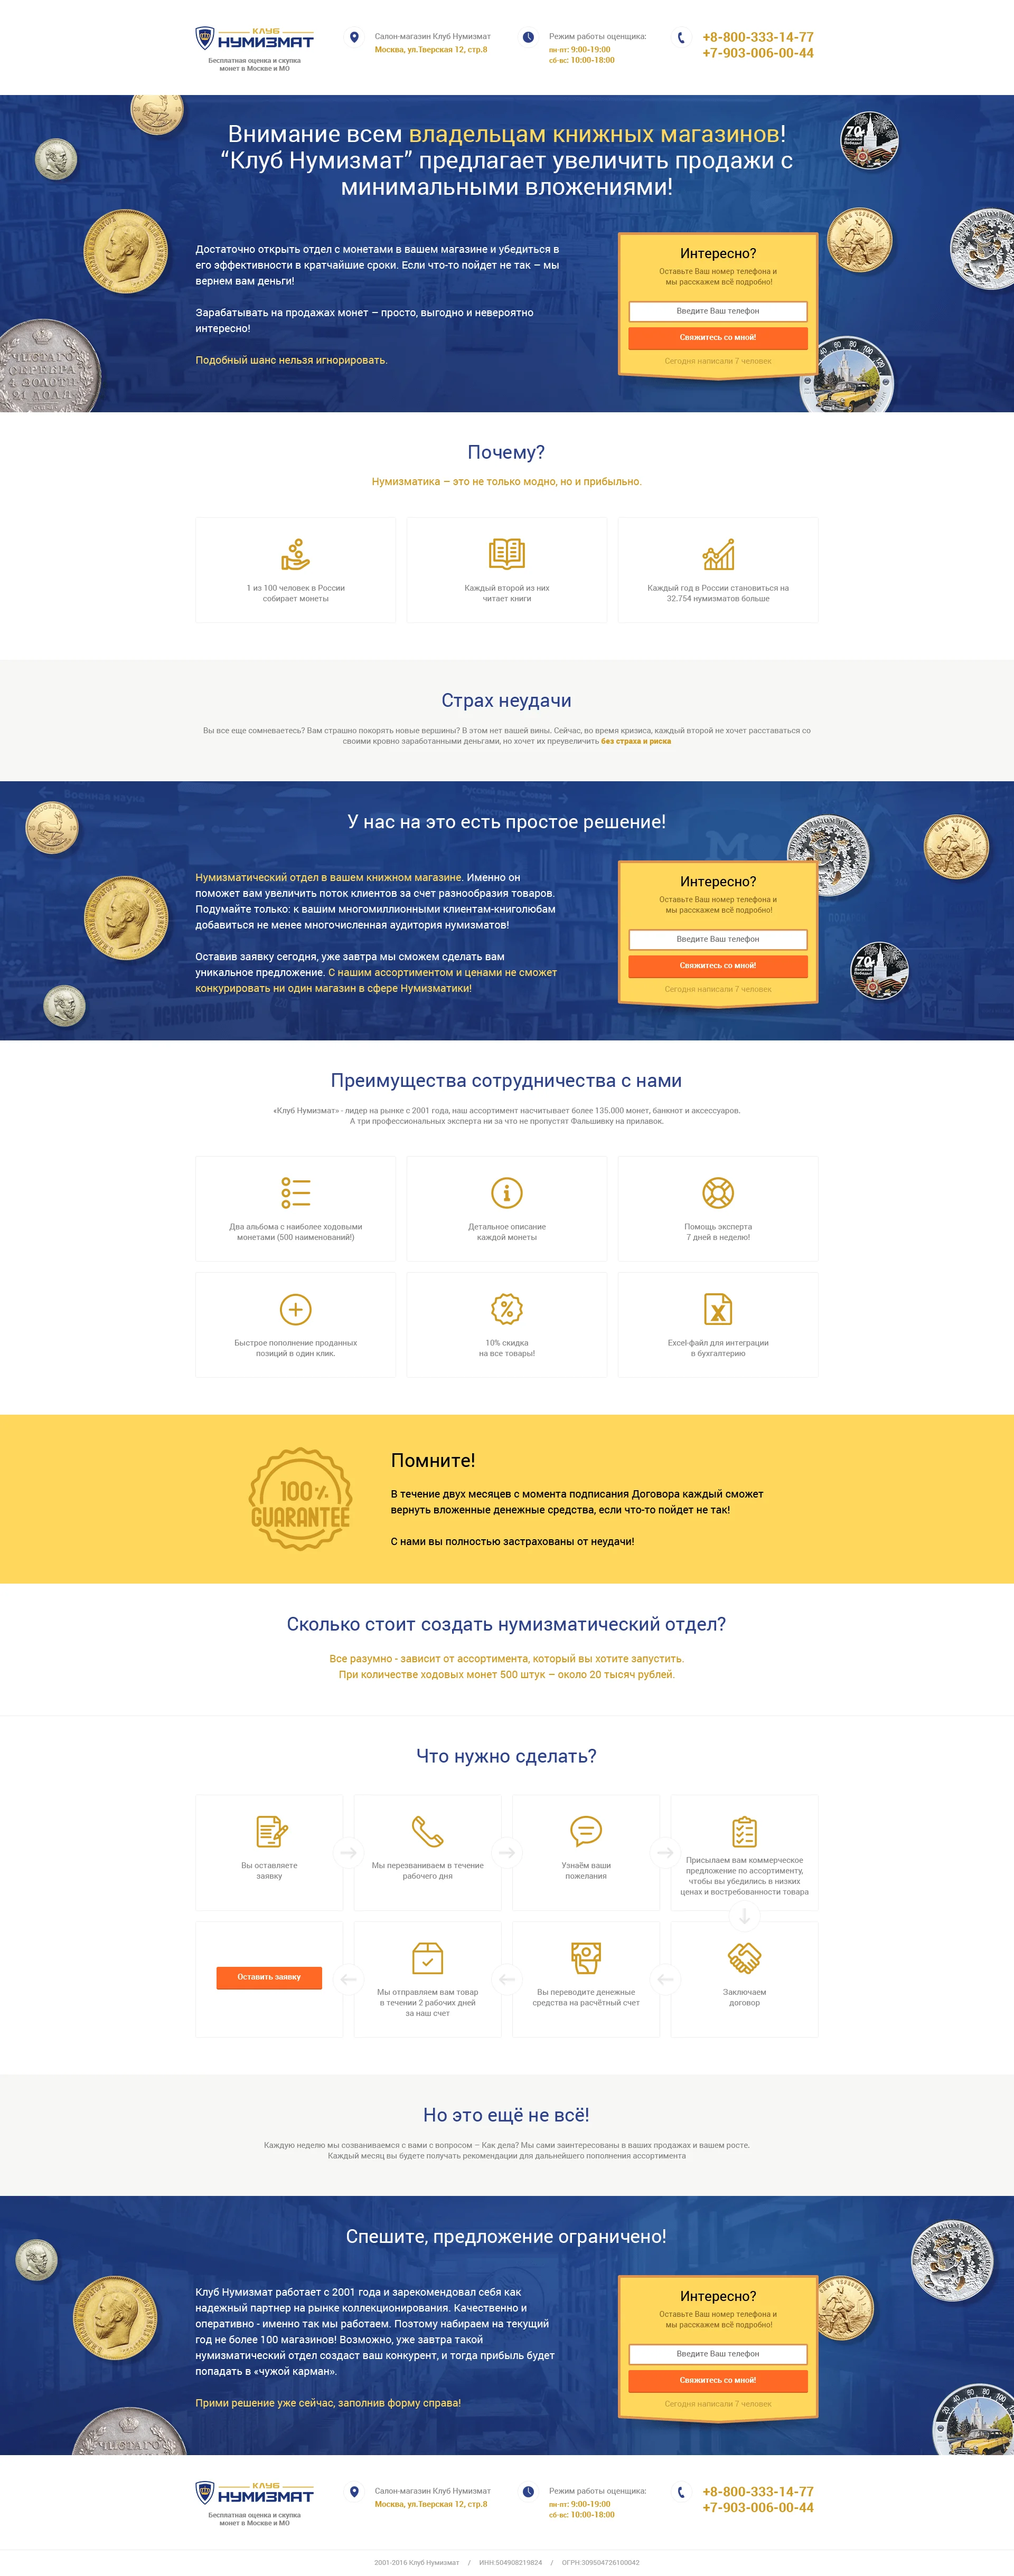 КЛУБ
НУМИЗМАТ
Бесплатная оценка и скупка
монет в Москве и МО
Салон-магазин Клуб Нумизмат
Москва, ул.Тверская 12, стр.8
Режим работы оценщика:
пн-пт: 9:00-19:00
сб-вс: 10:00-18:00
+8-800-333-14-77
+7-903-006-00-44
Внимание всем владельцам книжных магазинов!
“Клуб Нумизмат” предлагает увеличить продажи с
минимальными вложениями!
Достаточно открыть отдел с монетами в вашем магазине и убедиться в
его эффективности в кратчайшие сроки. Если что-то пойдет не так – мы
вернем вам деньги!
Зарабатывать на продажах монет – просто, выгодно и невероятно
интересно!
Подобный шанс нельзя игнорировать.
Интересно?
Оставьте Ваш номер телефона и
мы расскажем всё подробно!
Введите Ваш телефон
Свяжитесь со мной!
Сегодня написали 7 человек
ЧИСТАГО
СЕРЕБРА
4 ЗОЛОТН
21 ДОЛЯ
70
Почему?
Нумизматика – это не только модно, но и прибыльно.
1 из 100 человек в России
собирает монеты
Каждый второй из них
читает книги
Каждый год в России становиться на
32.754 нумизматов больше
Страх неудачи
Вы все еще сомневаетесь? Вам страшно покорять новые вершины? В этом нет вашей вины. Сейчас, во время кризиса, каждый второй не хочет расставаться со
своими кровно заработанными деньгами, но хочет их преувеличить без страха и риска
У нас на это есть простое решение!
Нумизматический отдел в вашем книжном магазине. Именно он
поможет вам увеличить поток клиентов за счет разнообразия товаров.
Подумайте только: к вашим многомиллионными клиентам-книголюбам
добавиться не менее многочисленная аудитория нумизматов!
Оставив заявку сегодня, уже завтра мы сможем сделать вам
уникальное предложение. С нашим ассортиментом и ценами не сможет
конкурировать ни один магазин в сфере Нумизматики!
Интересно?
Оставьте Ваш номер телефона и
мы расскажем всё подробно!
Введите Ваш телефон
Свяжитесь со мной!
Сегодня написали 7 человек
70
Преимущества сотрудничества с нами
«Клуб Нумизмат» - лидер на рынке с 2001 года, наш ассортимент насчитывает более 135.000 монет, банкнот и аксессуаров.
А три профессиональных эксперта ни за что не пропустят Фальшивку на прилавок.
Два альбома с наиболее ходовыми
монетами (500 наименований!)
Детальное описание
каждой монеты
Помощь эксперта
7 дней в неделю!
Быстрое пополнение проданных
позиций в один клик.
10% скидка
на все товары!
Excel-файл для интеграции
в бухгалтерию
100%
GUARANTEE
Помните!
В течение двух месяцев с момента подписания Договора каждый сможет
вернуть вложенные денежные средства, если что-то пойдет не так!
С нами вы полностью застрахованы от неудачи!
Сколько стоит создать нумизматический отдел?
Все разумно - зависит от ассортимента, который вы хотите запустить.
При количестве ходовых монет 500 штук – около 20 тысяч рублей.
Что нужно сделать?
Вы оставляете
заявку
Мы перезваниваем в течение
рабочего дня
Узнаём ваши
пожелания
Присылаем вам коммерческое
предложение по ассортименту,
чтобы вы убедились в низких
ценах и востребованности товара
Оставить заявку
Мы отправляем вам товар
в течении 2 рабочих дней
за наш счет
Вы переводите денежные
средства на расчётный счет
Заключаем
договор
Но это ещё не всё!
Каждую неделю мы созваниваемся с вами с вопросом – Как дела? Мы сами заинтересованы в ваших продажах и вашем росте.
Каждый месяц вы будете получать рекомендации для дальнейшего пополнения ассортимента
Спешите, предложение ограничено!
Клуб Нумизмат работает с 2001 года и зарекомендовал себя как
надежный партнер на рынке коллекционирования. Качественно и
оперативно - именно так мы работаем. Поэтому набираем на текущий
год не более 100 магазинов! Возможно, уже завтра такой
нумизматический отдел создаст ваш конкурент, и тогда прибыль будет
попадать в «чужой карман».
Прими решение уже сейчас, заполнив форму справа!
Интересно?
Оставьте Ваш номер телефона и
мы расскажем всё подробно!
Введите Ваш телефон
Свяжитесь со мной!
Сегодня написали 7 человек
ЧИСТАГО
КЛУБ
НУМИЗМАТ
Бесплатная оценка и скупка
монет в Москве и МО
Салон-магазин Клуб Нумизмат
Москва, ул.Тверская 12, стр.8
Режим работы оценщика:
пн-пт: 9:00-19:00
сб-вс: 10:00-18:00
+8-800-333-14-77
+7-903-006-00-44
2001-2016 Клуб Нумизмат / ИНН:504908219824 / ОГРН:309504726100042